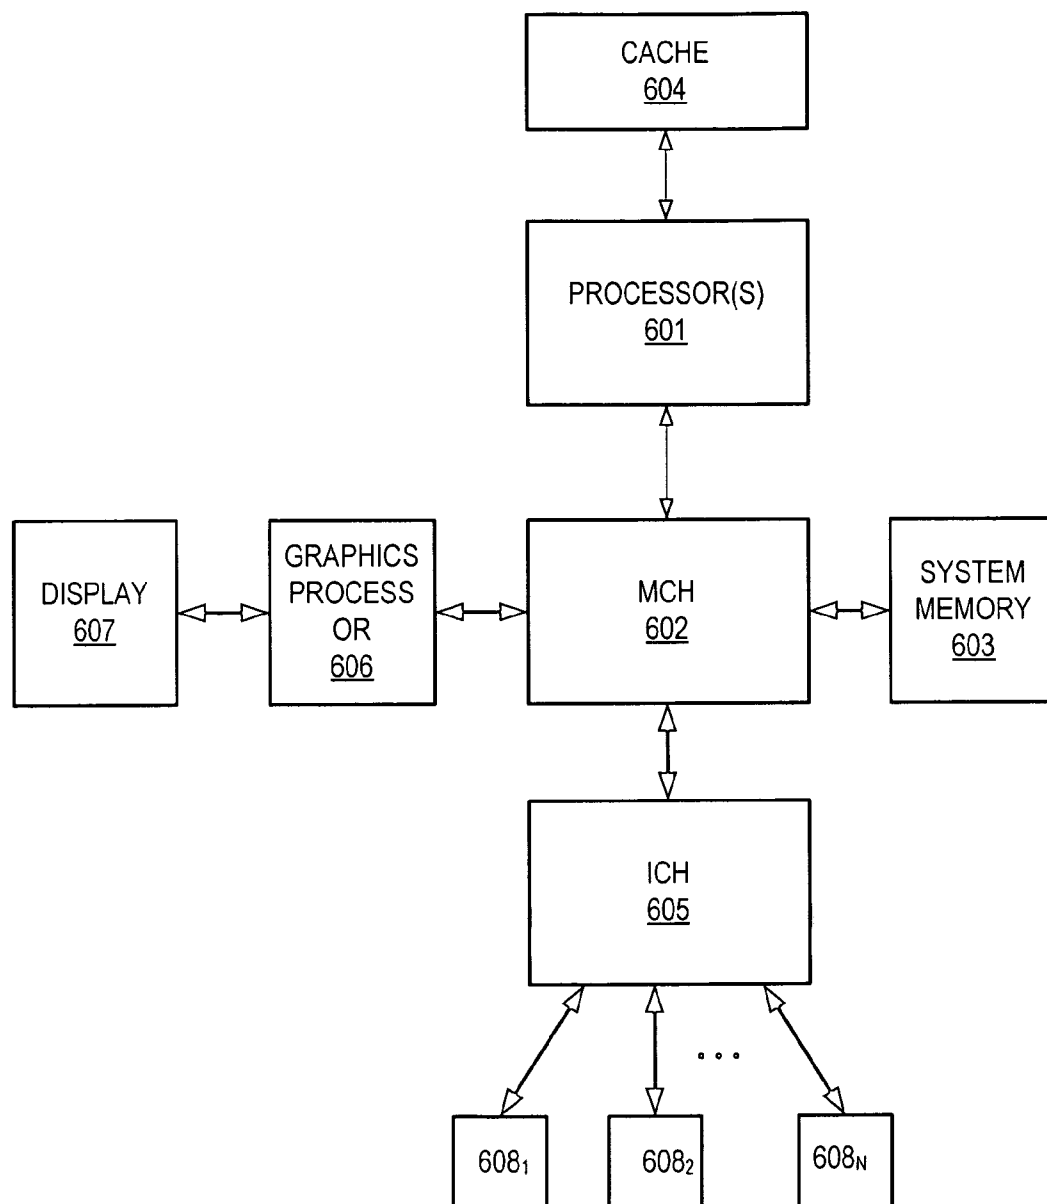 CACHE
604
PROCESSOR(S)
601
DISPLAY
607
GRAPHICS
PROCESS
OR
606
MCH
602
SYSTEM
MEMORY
603
ICH
605
608₁
608₂
608N